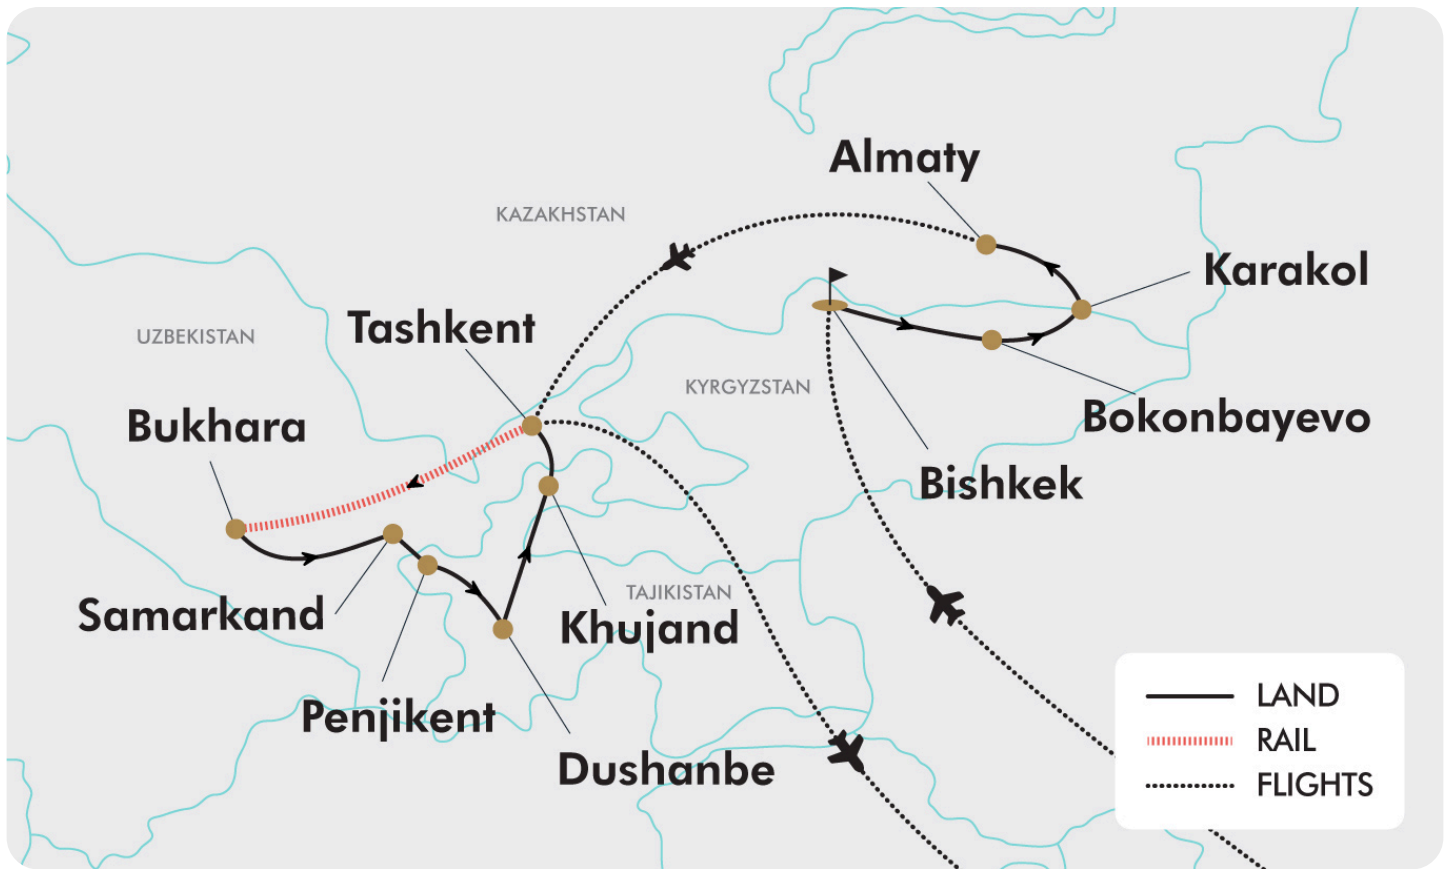 Almaty
KAZAKHSTAN
Karakol
Tashkent
UZBEKISTAN
KYRGYZSTAN
Bukhara
Bokonbayevo
Bishkek
TAJIKISTAN
Samarkand
Khujand
Penjikent
Dushanbe
LAND
RAIL
FLIGHTS